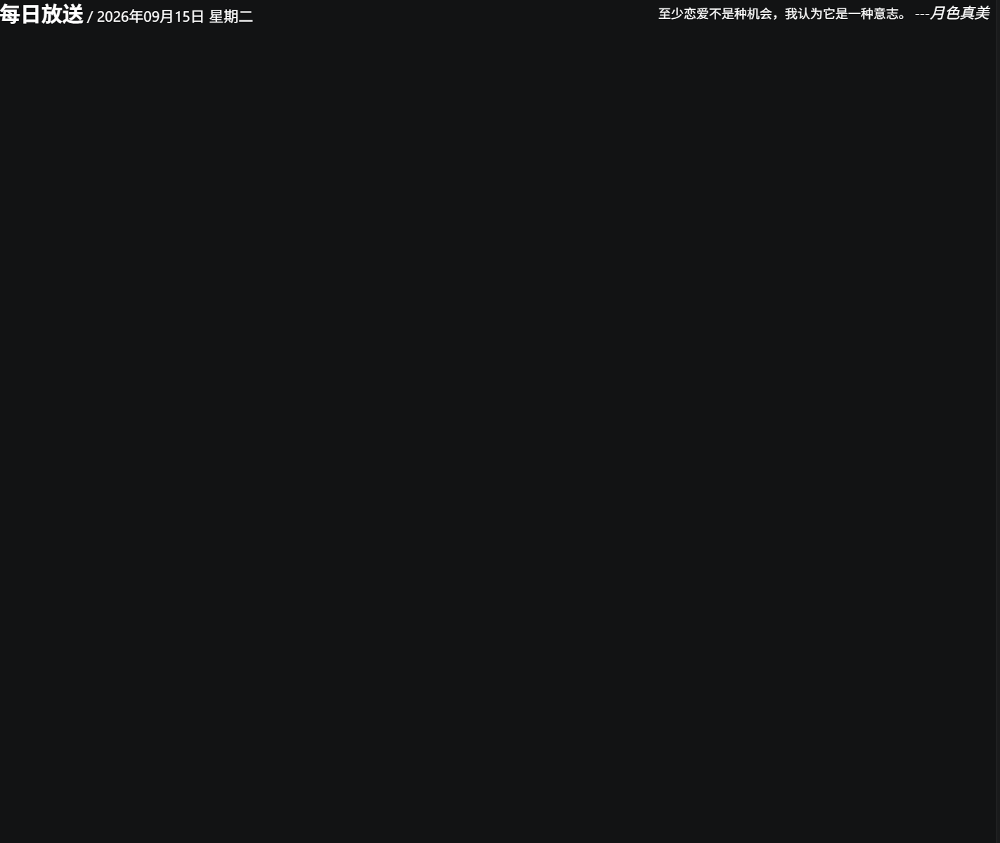 每日放送 / 2026年09月15日 星期二
至少恋爱不是种机会，我认为它是一种意志。 ---月色真美